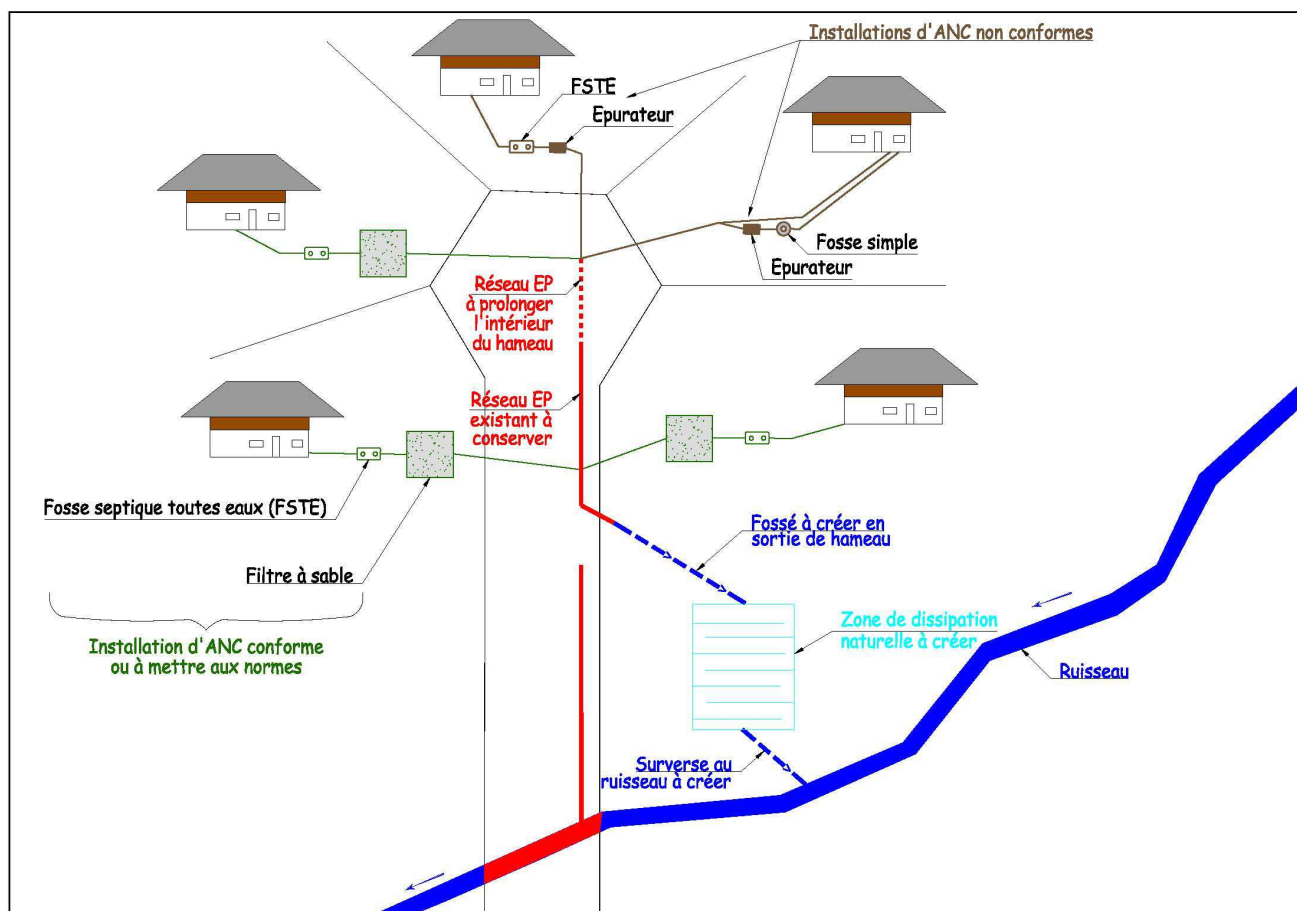 Installations d'ANC non conformes
FSTE
Epurateur
Fosse simple
Epurateur
Réseau EP
à prolonger
l'intérieur
du hameau
Réseau EP
existant à
conserver
Fosse septique toutes eaux (FSTE)
Fossé à créer en
sortie de hameau
Filtre à sable
Zone de dissipation
naturelle à créer
Installation d'ANC conforme
ou à mettre aux normes
Ruisseau
Surverse au
ruisseau à créer